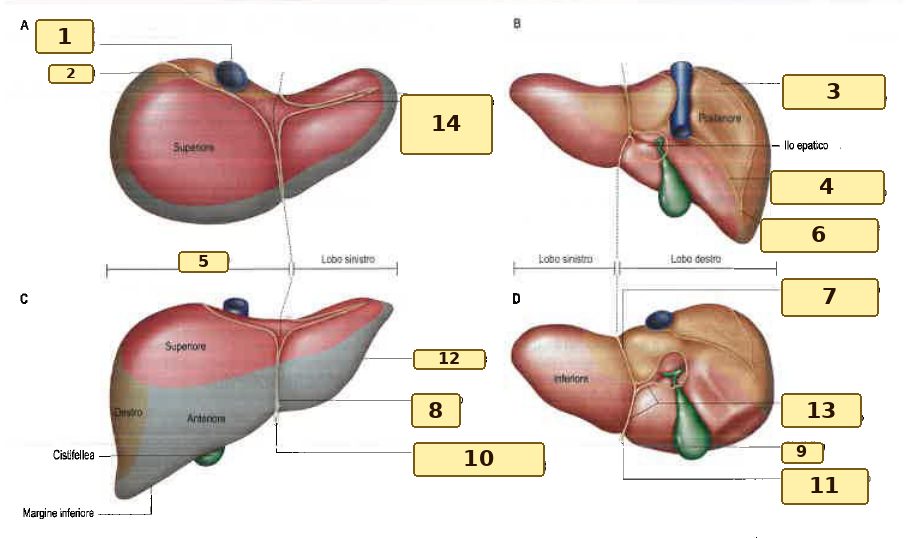 A
B
1
2
3
14
Superiore
Posteriore
Ilo epatico
4
6
5
Lobo sinistro
Lobo sinistro
Lobo destro
C
D
7
Superiore
12
Inferiore
Destro
Anteriore
8
13
Cistifellea
10
9
11
Margine inferiore